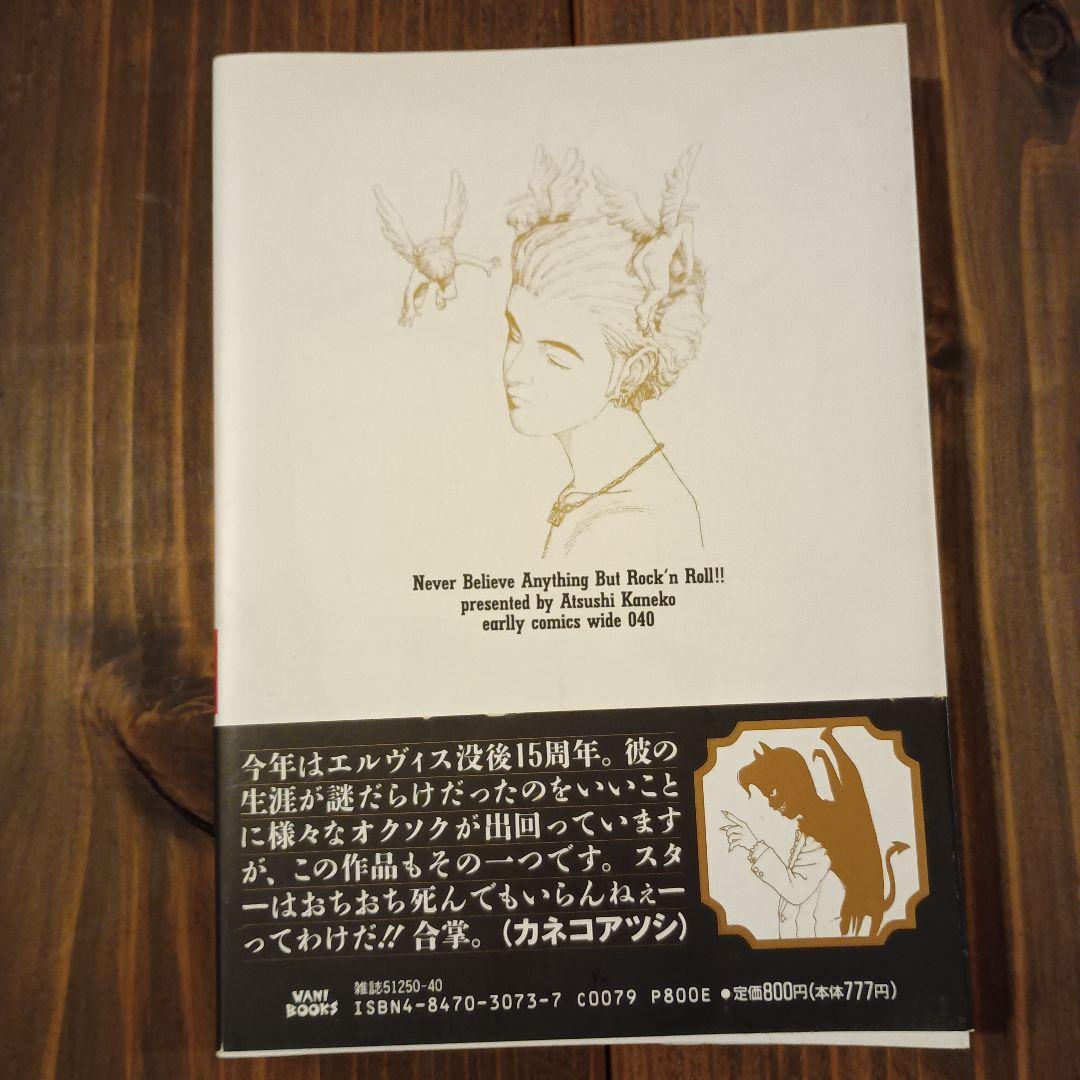 Never Believe Anything But Rock'n Roll!!
presented by Atsushi Kaneko
earlly comics wide 040
今年はエルヴィス没後15周年。彼の
生涯が謎だらけだったのをいいこと
に様々なオクソクが出回っています
が、この作品もその一つです。スタ
ーはおちおち死んでもいらんねぇー
ってわけだ!! 合掌。(カネコアツシ)
WANI
BOOKS
雑誌51250-40
ISBN4-8470-3073-7 C0079 P800E ●定価800円(本体777円)